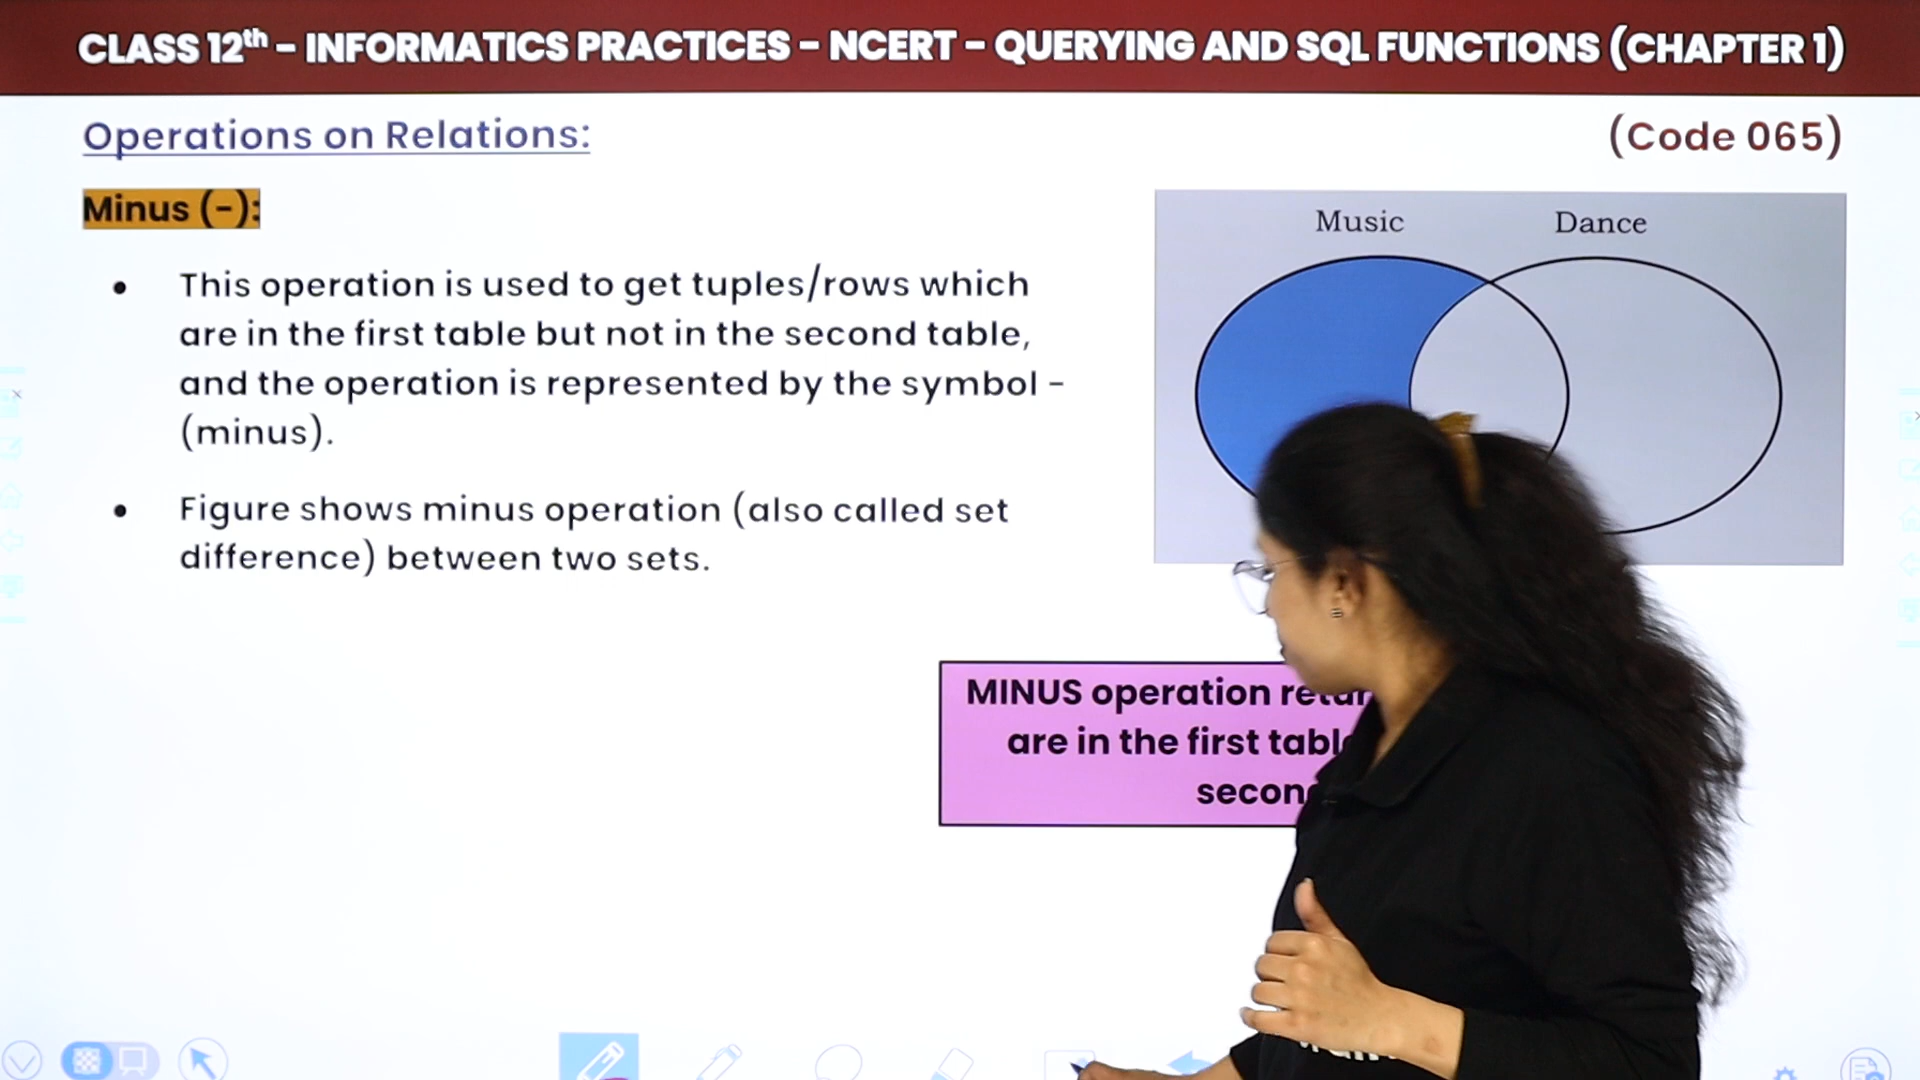 CLASS 12th – INFORMATICS PRACTICES – NCERT – QUERYING AND SQL FUNCTIONS (CHAPTER 1)
Operations on Relations:
(Code 065)
Minus (-):
• This operation is used to get tuples/rows which
are in the first table but not in the second table,
and the operation is represented by the symbol -
(minus).
• Figure shows minus operation (also called set
difference) between two sets.
Music Dance
MINUS operation
are in the first